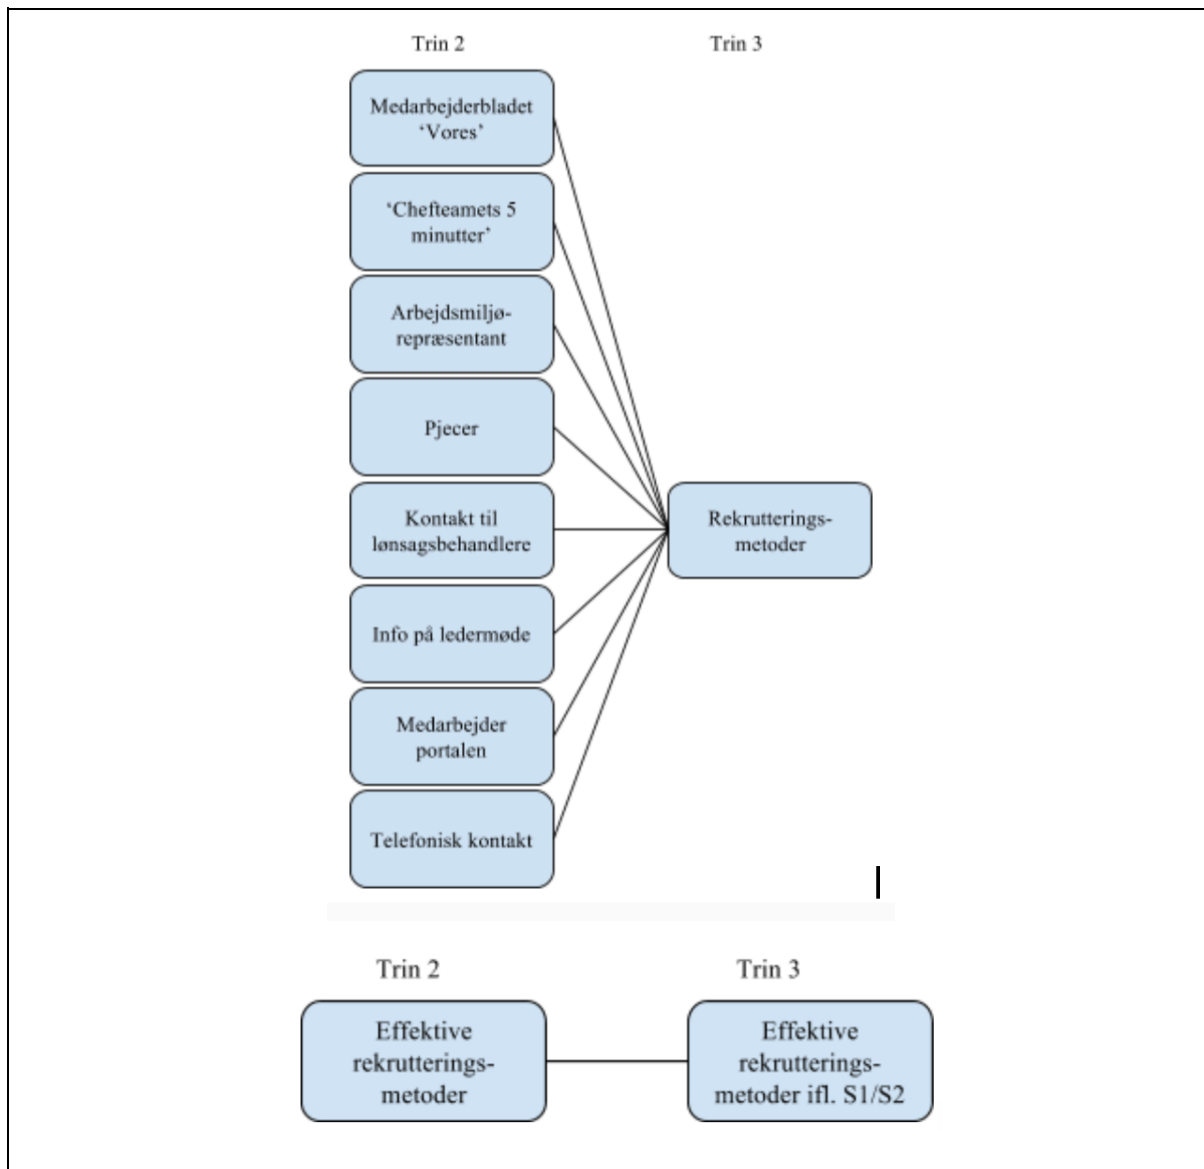 Trin 2 Trin 3
Medarbejderbladet
‘Vores’
‘Chefteamets 5
minutter’
Arbejdsmiljø-
repræsentant
Pjecer
Kontakt til
lønsagsbehandlere
Rekrutterings-
metoder
Info på ledermøde
Medarbejder
portalen
Telefonisk kontakt
Trin 2 Trin 3
Effektive
rekrutterings-
metoder
Effektive
rekrutterings-
metoder ifl. S1/S2